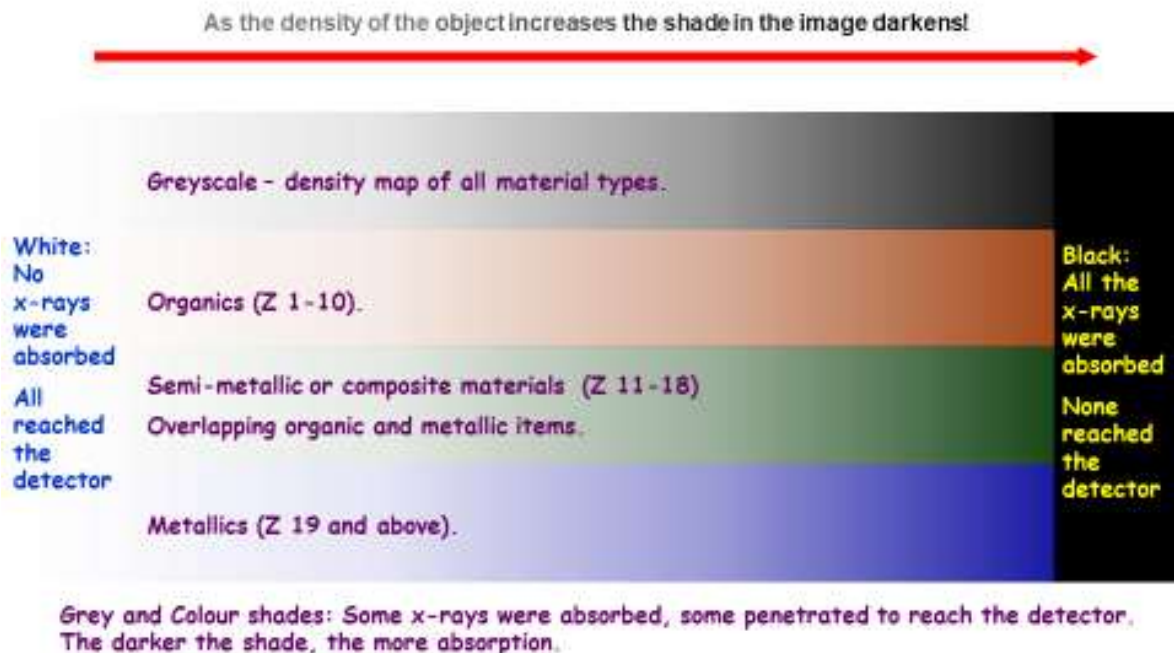 As the density of the object increases the shade in the image darkens!
Greyscale - density map of all material types.
White:
No
x-rays
were
absorbed
All
reached
the
detector
Organics (Z 1-10).
Semi-metallic or composite materials (Z 11-18)
Overlapping organic and metallic items.
Metallics (Z 19 and above).
Black:
All the
x-rays
were
absorbed
None
reached
the
detector
Grey and Colour shades: Some x-rays were absorbed, some penetrated to reach the detector.
The darker the shade, the more absorption.